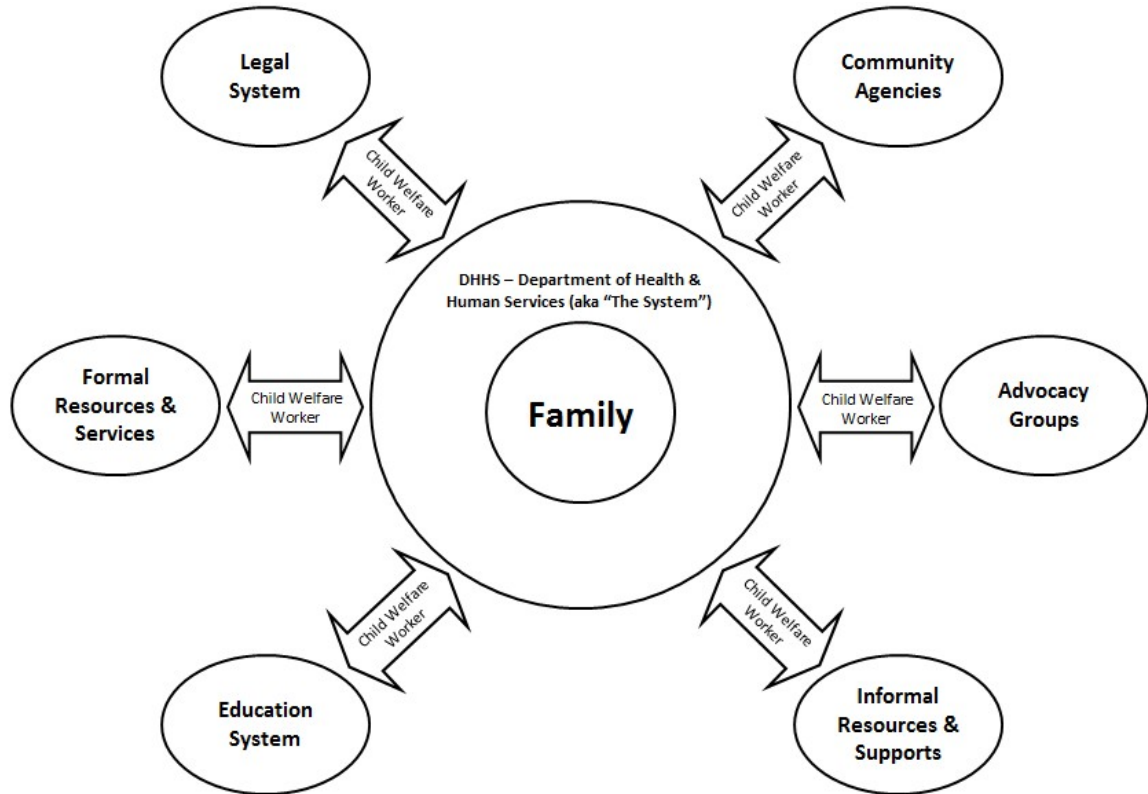 Legal
System
Community
Agencies
Child Welfare
Worker
Child Welfare
Worker
DHHS – Department of Health &
Human Services (aka “The System”)
Formal
Resources &
Services
Child Welfare
Worker
Family
Child Welfare
Worker
Advocacy
Groups
Child Welfare
Worker
Child Welfare
Worker
Education
System
Informal
Resources &
Supports